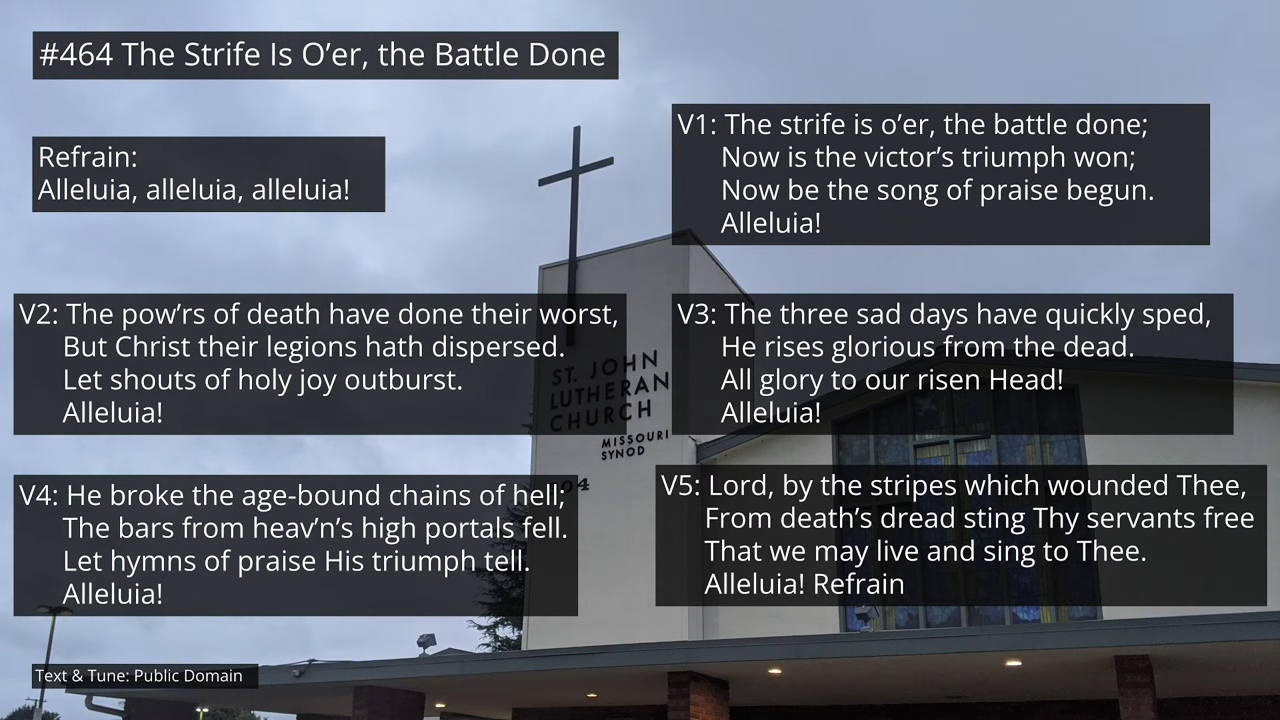 #464 The Strife Is O’er, the Battle Done
Refrain:
Alleluia, alleluia, alleluia!
V1: The strife is o’er, the battle done;
Now is the victor’s triumph won;
Now be the song of praise begun.
Alleluia!
V2: The pow’rs of death have done their worst,
But Christ their legions hath dispersed.
Let shouts of holy joy outburst.
Alleluia!
V3: The three sad days have quickly sped,
He rises glorious from the dead.
All glory to our risen Head!
Alleluia!
V4: He broke the age-bound chains of hell;
The bars from heav’n’s high portals fell.
Let hymns of praise His triumph tell.
Alleluia!
V5: Lord, by the stripes which wounded Thee,
From death’s dread sting Thy servants free
That we may live and sing to Thee.
Alleluia! Refrain
ST. JOHN
LUTHERAN
CHURCH
MISSOURI
SYNOD
Text & Tune: Public Domain